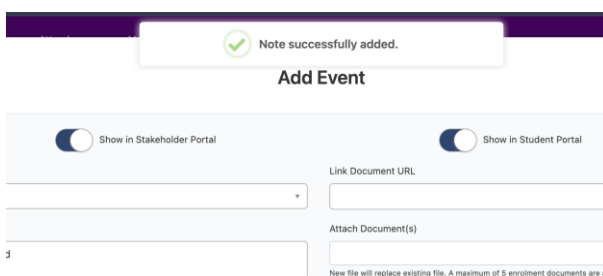 Note successfully added.
Add Event
Show in Stakeholder Portal
Show in Student Portal
Link Document URL
Attach Document(s)
d
New file will replace existing file. A maximum of 5 enrolment documents are